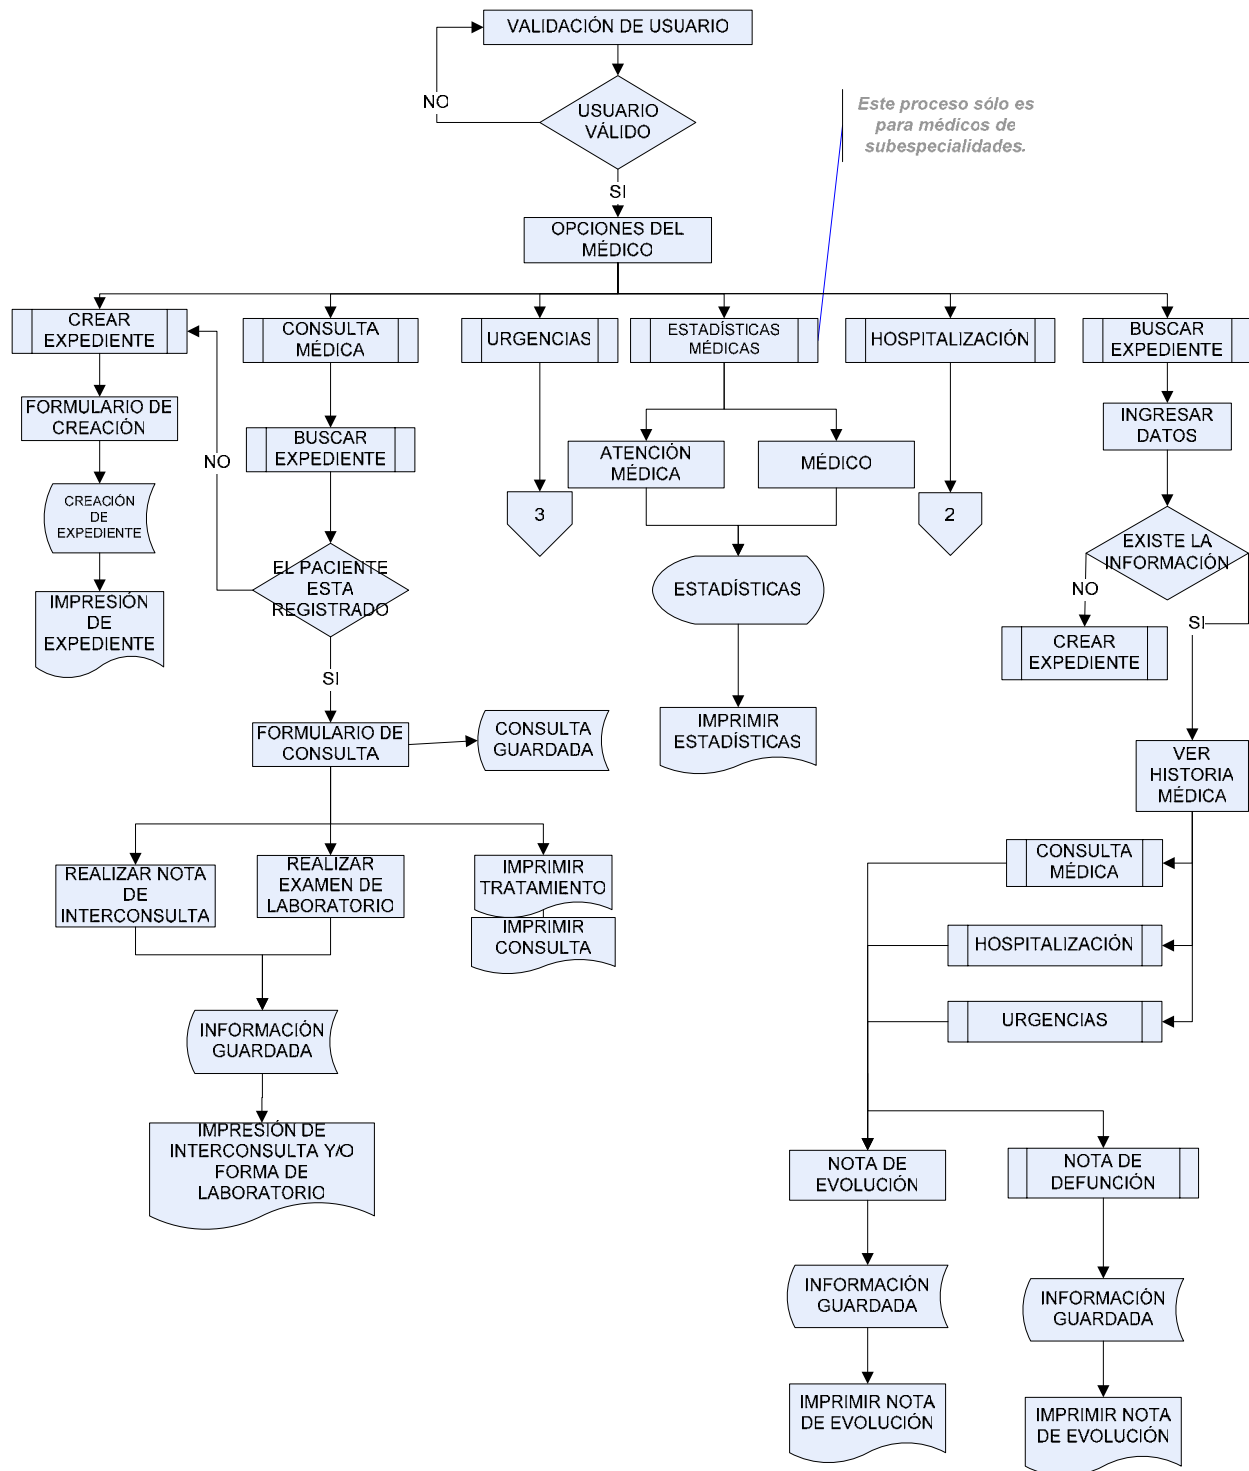 VALIDACIÓN DE USUARIO
NO
USUARIO
VÁLIDO
Este proceso sólo es
para médicos de
subespecialidades.
SI
OPCIONES DEL
MÉDICO
CREAR
EXPEDIENTE
CONSULTA
MÉDICA
URGENCIAS
ESTADÍSTICAS
MÉDICAS
HOSPITALIZACIÓN
BUSCAR
EXPEDIENTE
FORMULARIO DE
CREACIÓN
BUSCAR
EXPEDIENTE
NO
ATENCIÓN
MÉDICA
MÉDICO
INGRESAR
DATOS
CREACIÓN
DE
EXPEDIENTE
3
2
EXISTE LA
INFORMACIÓN
EL PACIENTE
ESTA
REGISTRADO
ESTADÍSTICAS
NO
SI
IMPRESIÓN
DE
EXPEDIENTE
CREAR
EXPEDIENTE
SI
FORMULARIO DE
CONSULTA
CONSULTA
GUARDADA
IMPRIMIR
ESTADÍSTICAS
VER
HISTORIA
MÉDICA
REALIZAR NOTA
DE
INTERCONSULTA
REALIZAR
EXAMEN DE
LABORATORIO
IMPRIMIR
TRATAMIENTO
IMPRIMIR
CONSULTA
CONSULTA
MÉDICA
HOSPITALIZACIÓN
URGENCIAS
INFORMACIÓN
GUARDADA
IMPRESIÓN DE
INTERCONSULTA Y/O
FORMA DE
LABORATORIO
NOTA DE
EVOLUCIÓN
NOTA DE
DEFUNCIÓN
INFORMACIÓN
GUARDADA
INFORMACIÓN
GUARDADA
IMPRIMIR NOTA
DE EVOLUCIÓN
IMPRIMIR NOTA
DE EVOLUCIÓN